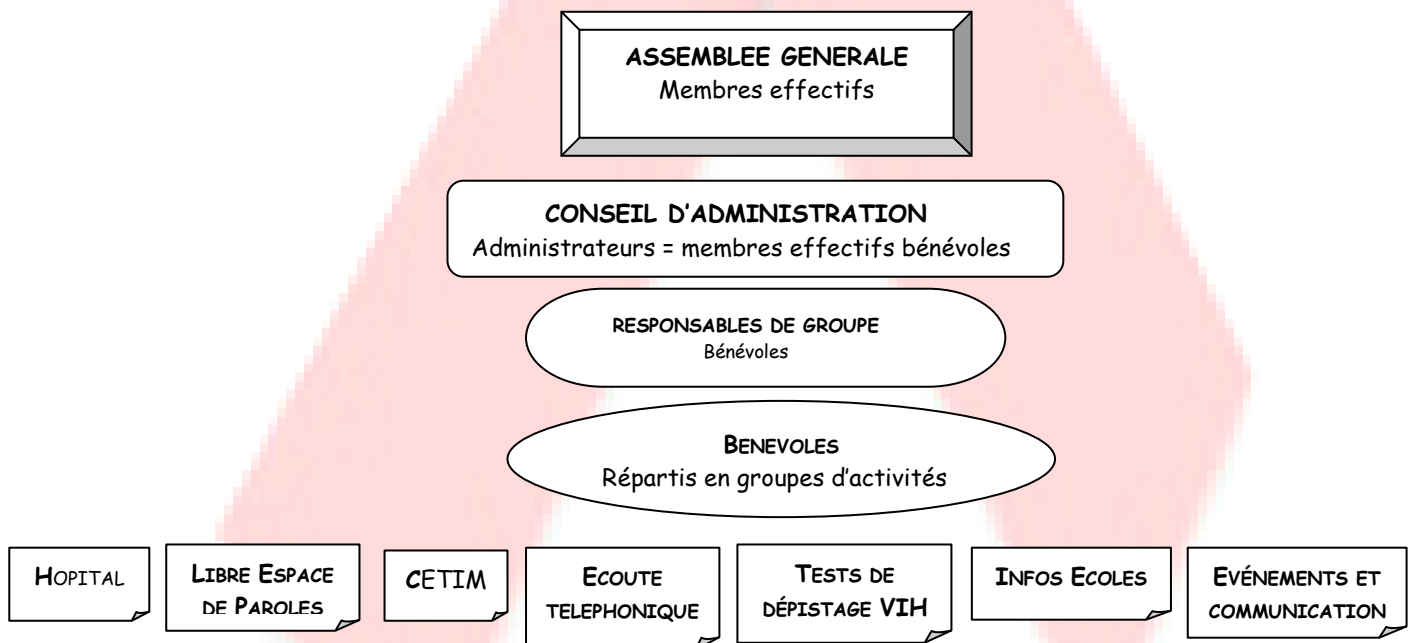 ASSEMBLEE GENERALE
Membres effectifs
CONSEIL D'ADMINISTRATION
Administrateurs = membres effectifs bénévoles
RESPONSABLES DE GROUPE
Bénévoles
BENEVOLES
Répartis en groupes d'activités
HOPITAL
LIBRE ESPACE
DE PAROLES
CETIM
ECOUTE
TELEPHONIQUE
TESTS DE
DÉPISTAGE VIH
INFOS ECOLES
EVÉNEMENTS ET
COMMUNICATION